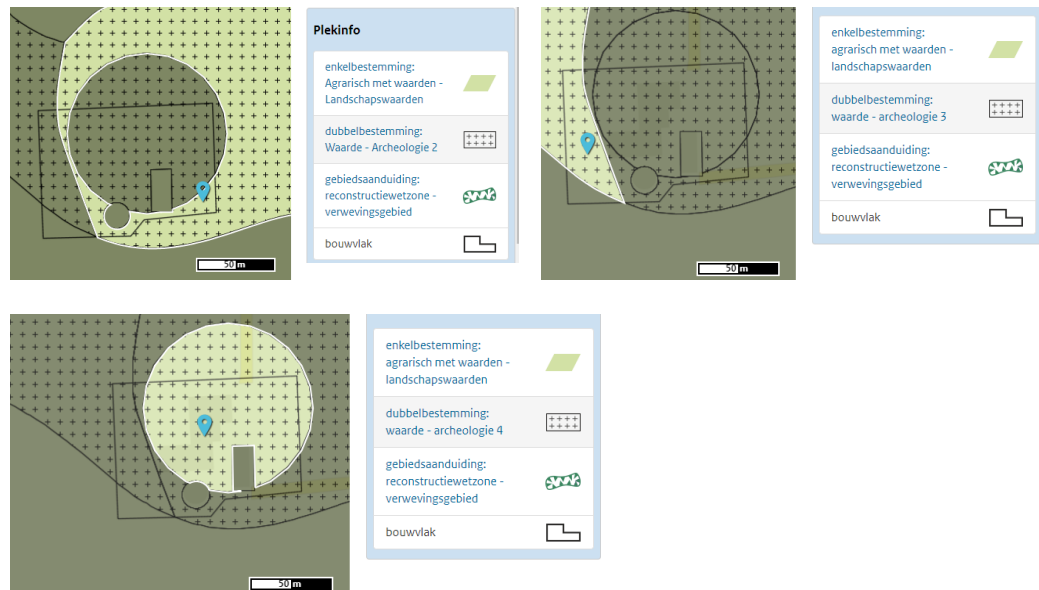 Plekinfo
enkelbestemming:
Agrarisch met waarden -
Landschapswaarden
dubbelbestemming:
Waarde - Archeologie 2
gebiedsaanduiding:
reconstructiewetzone -
verwevingsgebied
bouwvlak
50 m
enkelbestemming:
agrarisch met waarden -
landschapswaarden
dubbelbestemming:
waarde - archeologie 3
gebiedsaanduiding:
reconstructiewetzone -
verwevingsgebied
bouwvlak
50 m
enkelbestemming:
agrarisch met waarden -
landschapswaarden
dubbelbestemming:
waarde - archeologie 4
gebiedsaanduiding:
reconstructiewetzone -
verwevingsgebied
bouwvlak
50 m